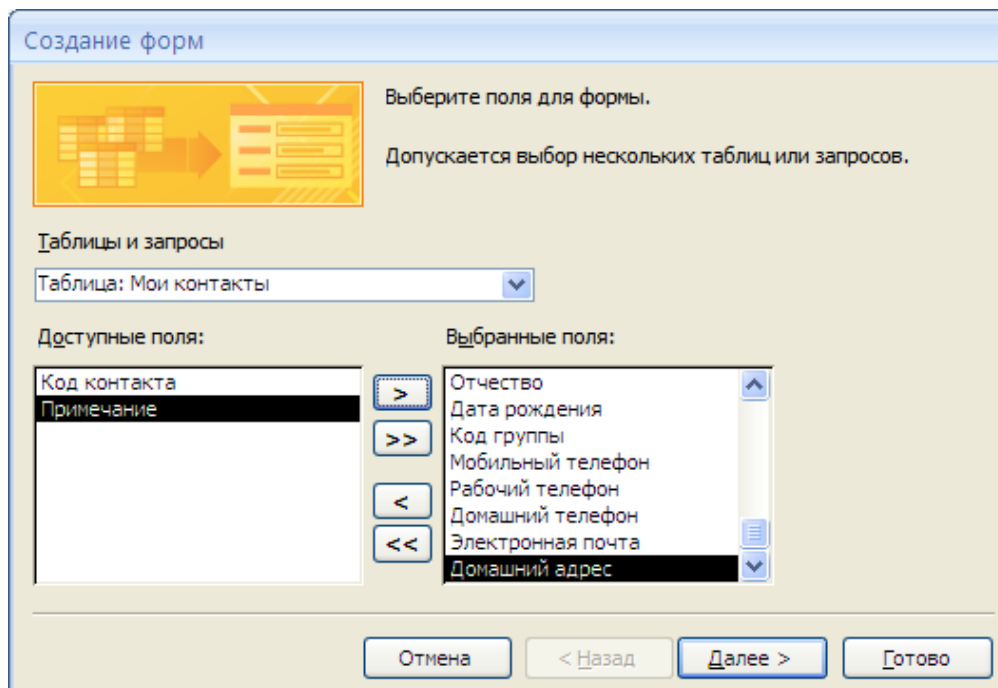 Создание форм
Выберите поля для формы.
Допускается выбор нескольких таблиц или запросов.
Таблицы и запросы
Таблица: Мои контакты
Доступные поля:
Выбранные поля:
Код контакта
Примечание
>
>>
<
<<
Отчество
Дата рождения
Код группы
Мобильный телефон
Рабочий телефон
Домашний телефон
Электронная почта
Домашний адрес
Отмена
< Назад
Далее >
Готово